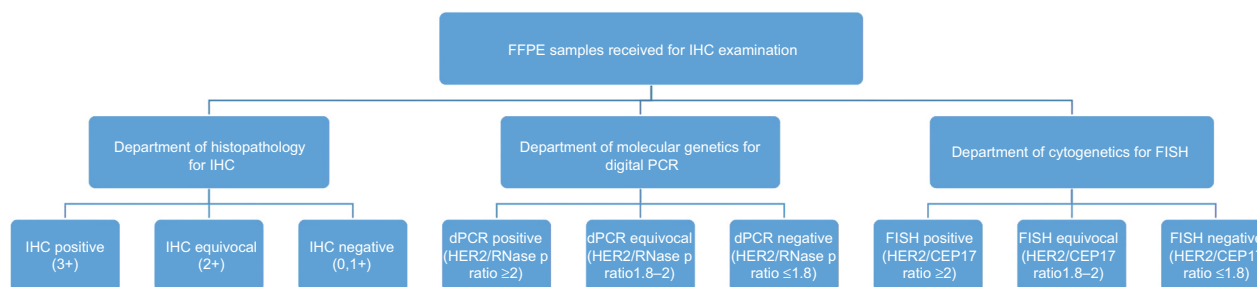 FFPE samples received for IHC examination
Department of histopathology
for IHC
Department of molecular genetics for
digital PCR
Department of cytogenetics for FISH
IHC positive
(3+)
IHC equivocal
(2+)
IHC negative
(0,1+)
dPCR positive
(HER2/RNase p
ratio ≥2)
dPCR equivocal
(HER2/RNase p
ratio1.8–2)
dPCR negative
(HER2/RNase p
ratio ≤1.8)
FISH positive
(HER2/CEP17
ratio ≥2)
FISH equivocal
(HER2/CEP17
ratio1.8–2)
FISH negative
(HER2/CEP17
ratio ≤1.8)